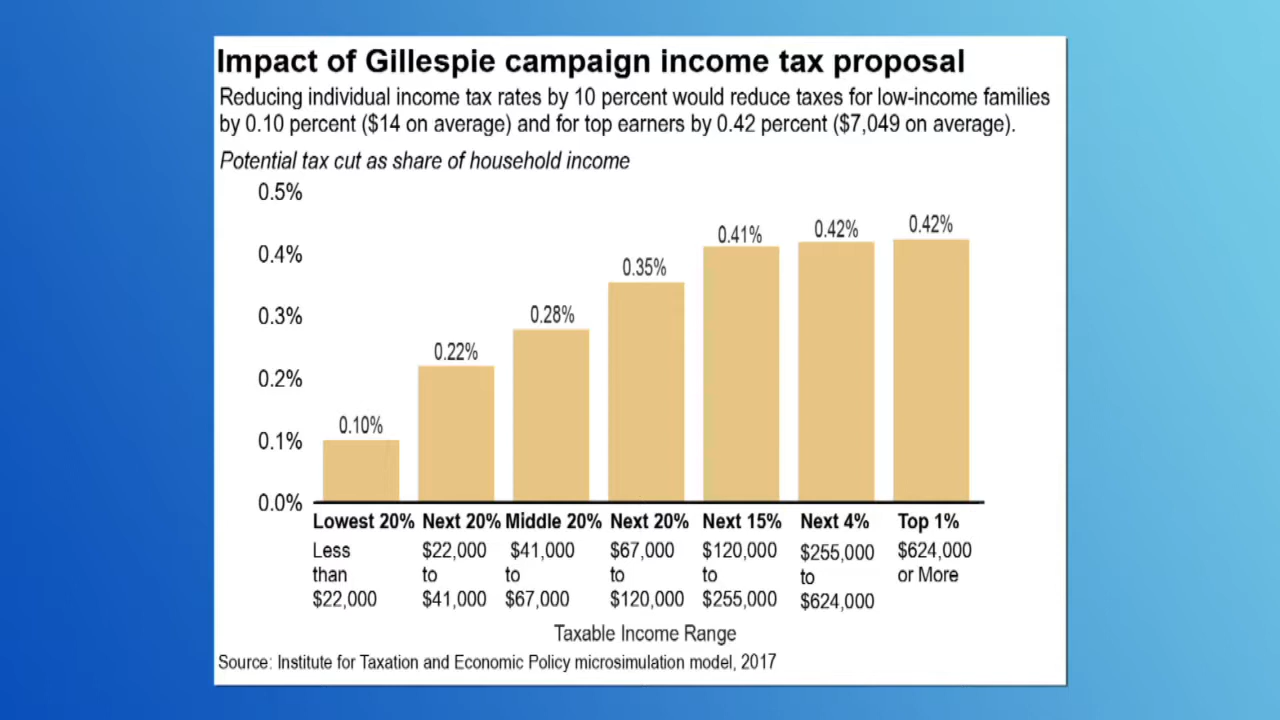 Impact of Gillespie campaign income tax proposal
Reducing individual income tax rates by 10 percent would reduce taxes for low-income families
by 0.10 percent ($14 on average) and for top earners by 0.42 percent ($7,049 on average).
Potential tax cut as share of household income
0.5%
0.4%
0.3%
0.2%
0.1%
0.0%
0.10%
0.22%
0.28%
0.35%
0.41%
0.42%
0.42%
Lowest 20% Next 20% Middle 20% Next 20% Next 15% Next 4% Top 1%
Less $22,000 $41,000 $67,000 $120,000 $255,000 $624,000
than to to to to to or More
$22,000 $41,000 $67,000 $120,000 $255,000 $624,000
Taxable Income Range
Source: Institute for Taxation and Economic Policy microsimulation model, 2017